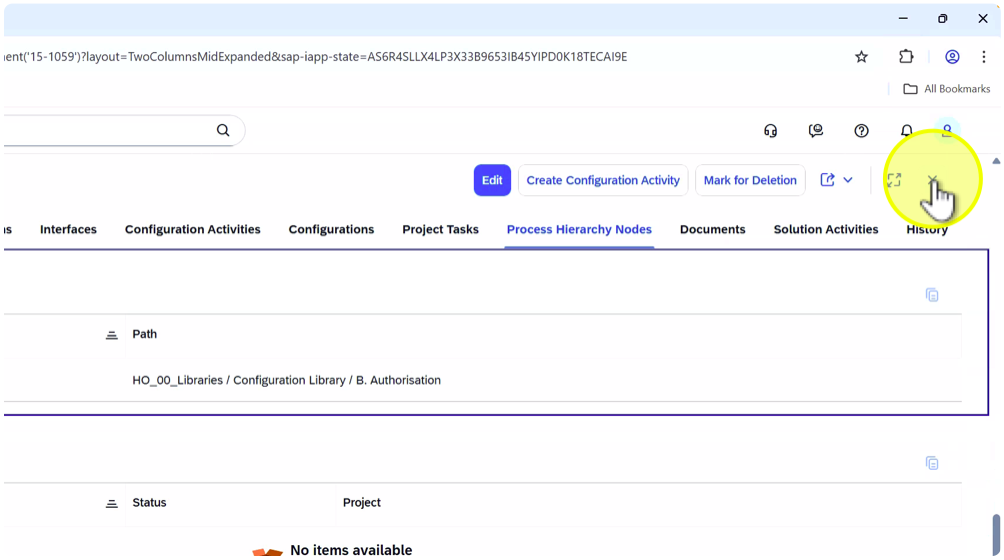 nent('15-1059')?layout=TwoColumnsMidExpanded&sap-iapp-state=AS6R4SLLX4LP3X33B9653IB45YIPD0K18TECAI9E
All Bookmarks
Edit Create Configuration Activity Mark for Deletion
Interfaces Configuration Activities Configurations Project Tasks Process Hierarchy Nodes Documents Solution Activities History
Path
HO_00_Libraries / Configuration Library / B. Authorisation
Status Project
No items available